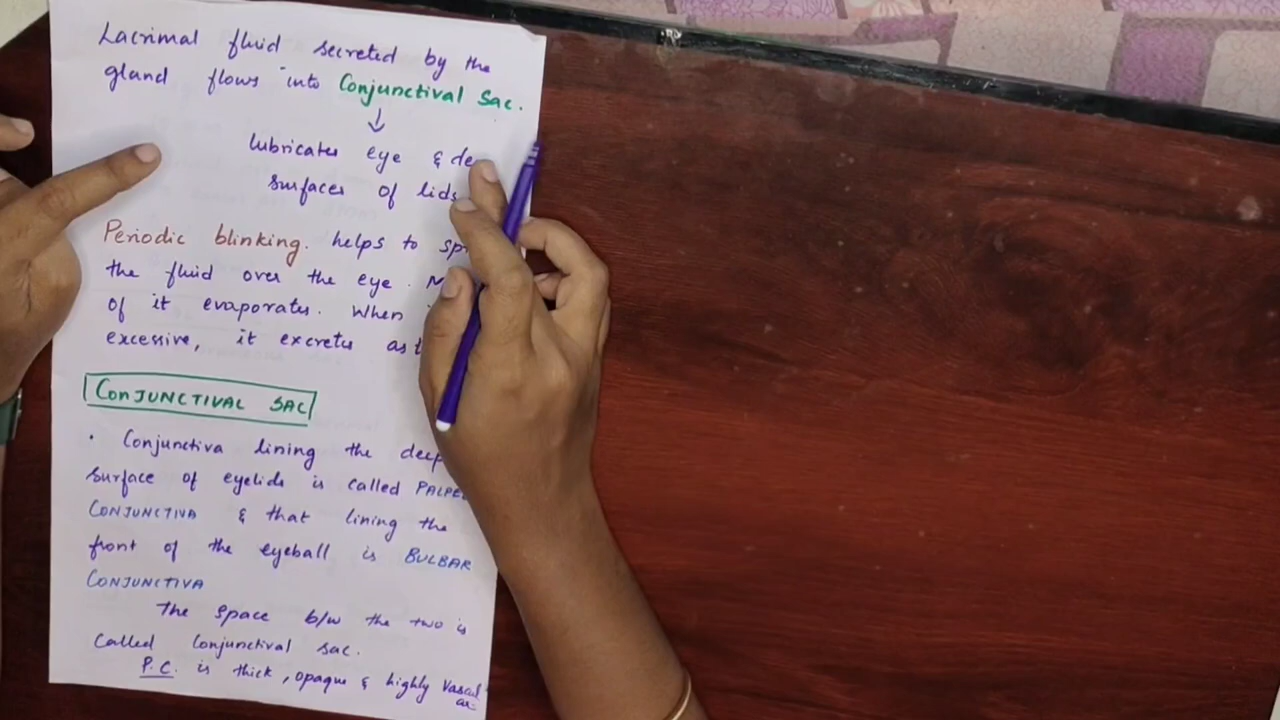 Lacrimal fluid secreted by the
gland flows into Conjunctival Sac.
↓
lubricates eye &
surfaces of lids
Periodic blinking. helps to
the fluid over the eye.
of it evaporates. When
excessive, it excretes as
CONJUNCTIVAL SAC
• Conjunctiva lining the deep
surface of eyelids is called
CONJUNCTIVA & that lining the
front of the eyeball is BULBAR
CONJUNCTIVA
The space b/w the two is
called Conjunctival sac.
P.C. is thick, opaque & highly Vascul
ar